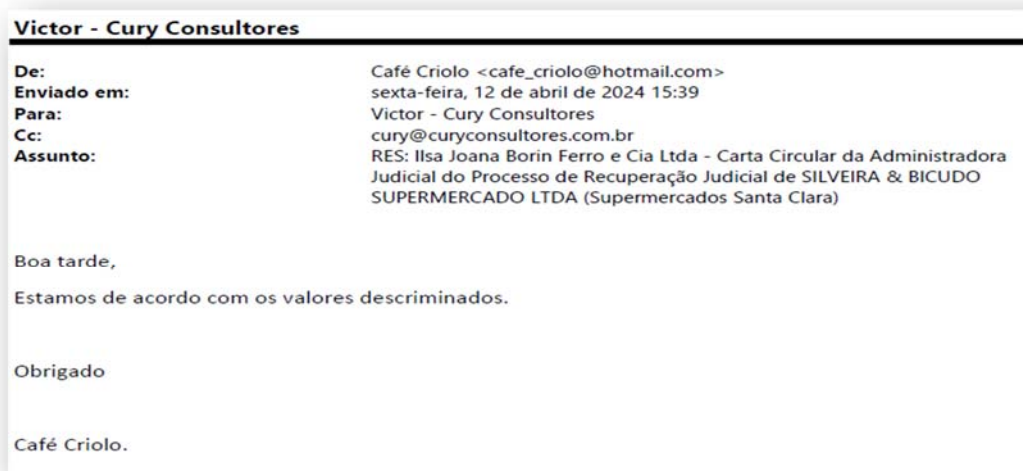 Victor - Cury Consultores
De: Café Criolo <cafe_criolo@hotmail.com>
Enviado em: sexta-feira, 12 de abril de 2024 15:39
Para: Victor - Cury Consultores
Cc: cury@curyconsultores.com.br
Assunto: RES: Ilsa Joana Borin Ferro e Cia Ltda - Carta Circular da Administradora
Judicial do Processo de Recuperação Judicial de SILVEIRA & BICUDO
SUPERMERCADO LTDA (Supermercados Santa Clara)
Boa tarde,
Estamos de acordo com os valores descriminados.
Obrigado
Café Criolo.